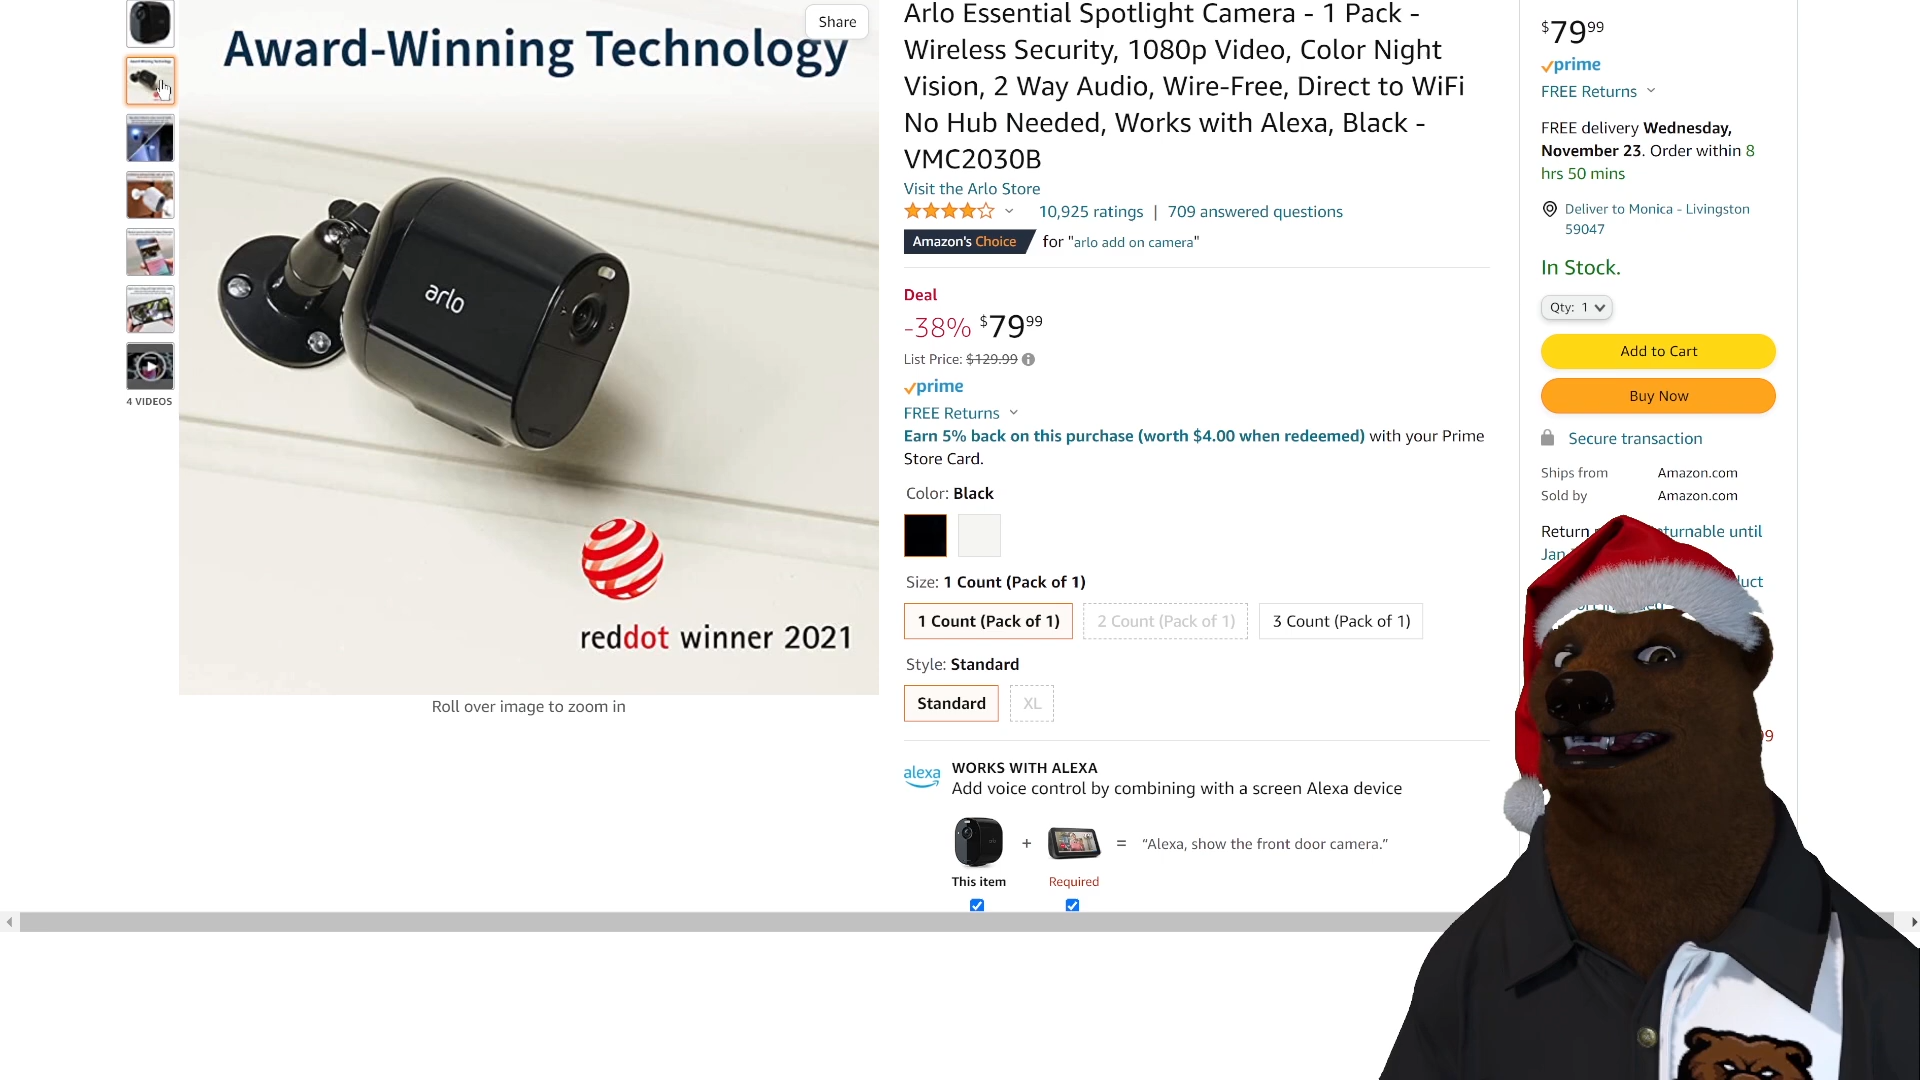 Award-Winning Technology
Share
arlo
reddot winner 2021
Roll over image to zoom in
4 VIDEOS
Arlo Essential Spotlight Camera - 1 Pack -
Wireless Security, 1080p Video, Color Night
Vision, 2 Way Audio, Wire-Free, Direct to WiFi
No Hub Needed, Works with Alexa, Black -
VMC2030B
Visit the Arlo Store
10,925 ratings | 709 answered questions
Amazon's Choice for "arlo add on camera"
Deal
-38% $79 99
List Price: $129.99
prime
FREE Returns
Earn 5% back on this purchase (worth $4.00 when redeemed) with your Prime
Store Card.
Color: Black
Size: 1 Count (Pack of 1)
1 Count (Pack of 1) 2 Count (Pack of 1) 3 Count (Pack of 1)
Style: Standard
Standard XL
alexa WORKS WITH ALEXA
Add voice control by combining with a screen Alexa device
+ = “Alexa, show the front door camera.”
This item Required
$79 99
prime
FREE Returns
FREE delivery Wednesday,
November 23. Order within 8
hrs 50 mins
Deliver to Monica - Livingston
59047
In Stock.
Qty: 1
Add to Cart
Buy Now
Secure transaction
Ships from Amazon.com
Sold by Amazon.com
Return until
Jan